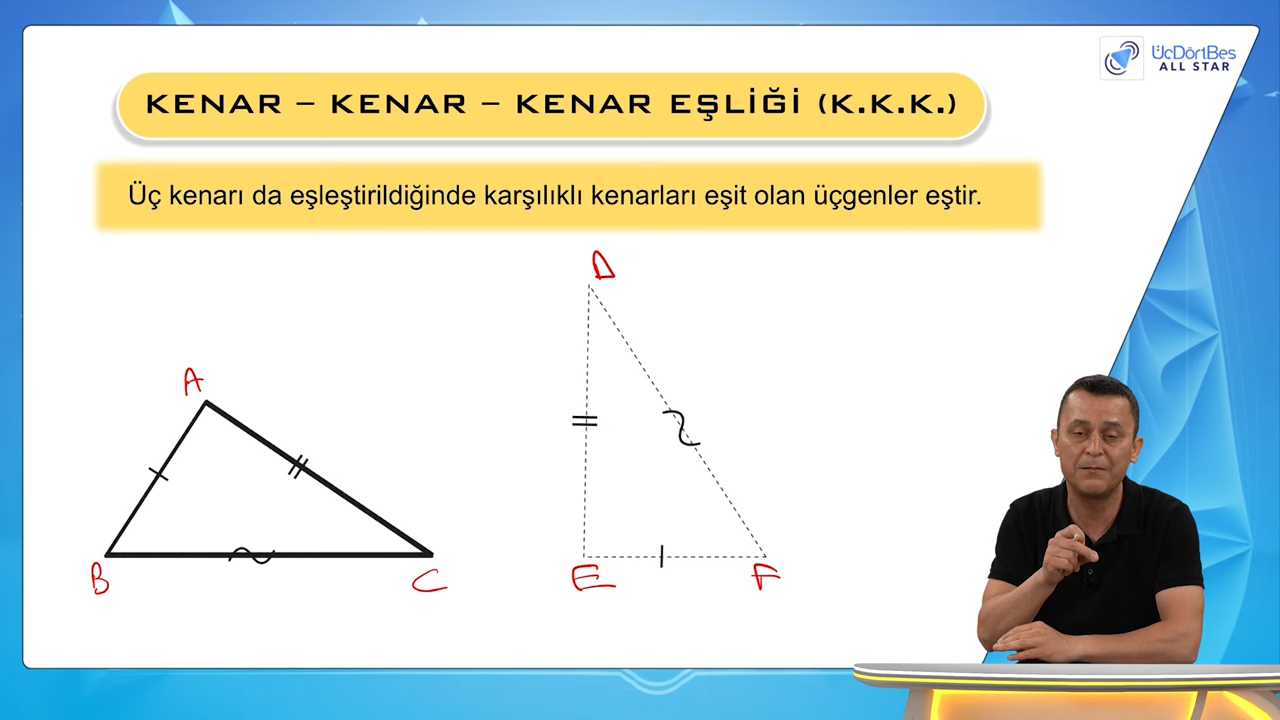 ÜçDörtBeş
ALL STAR
KENAR – KENAR – KENAR EŞLİĞİ (K.K.K.)
Üç kenarı da eşleştirildiğinde karşılıklı kenarları eşit olan üçgenler eştir.
D
A
B
C
E
F